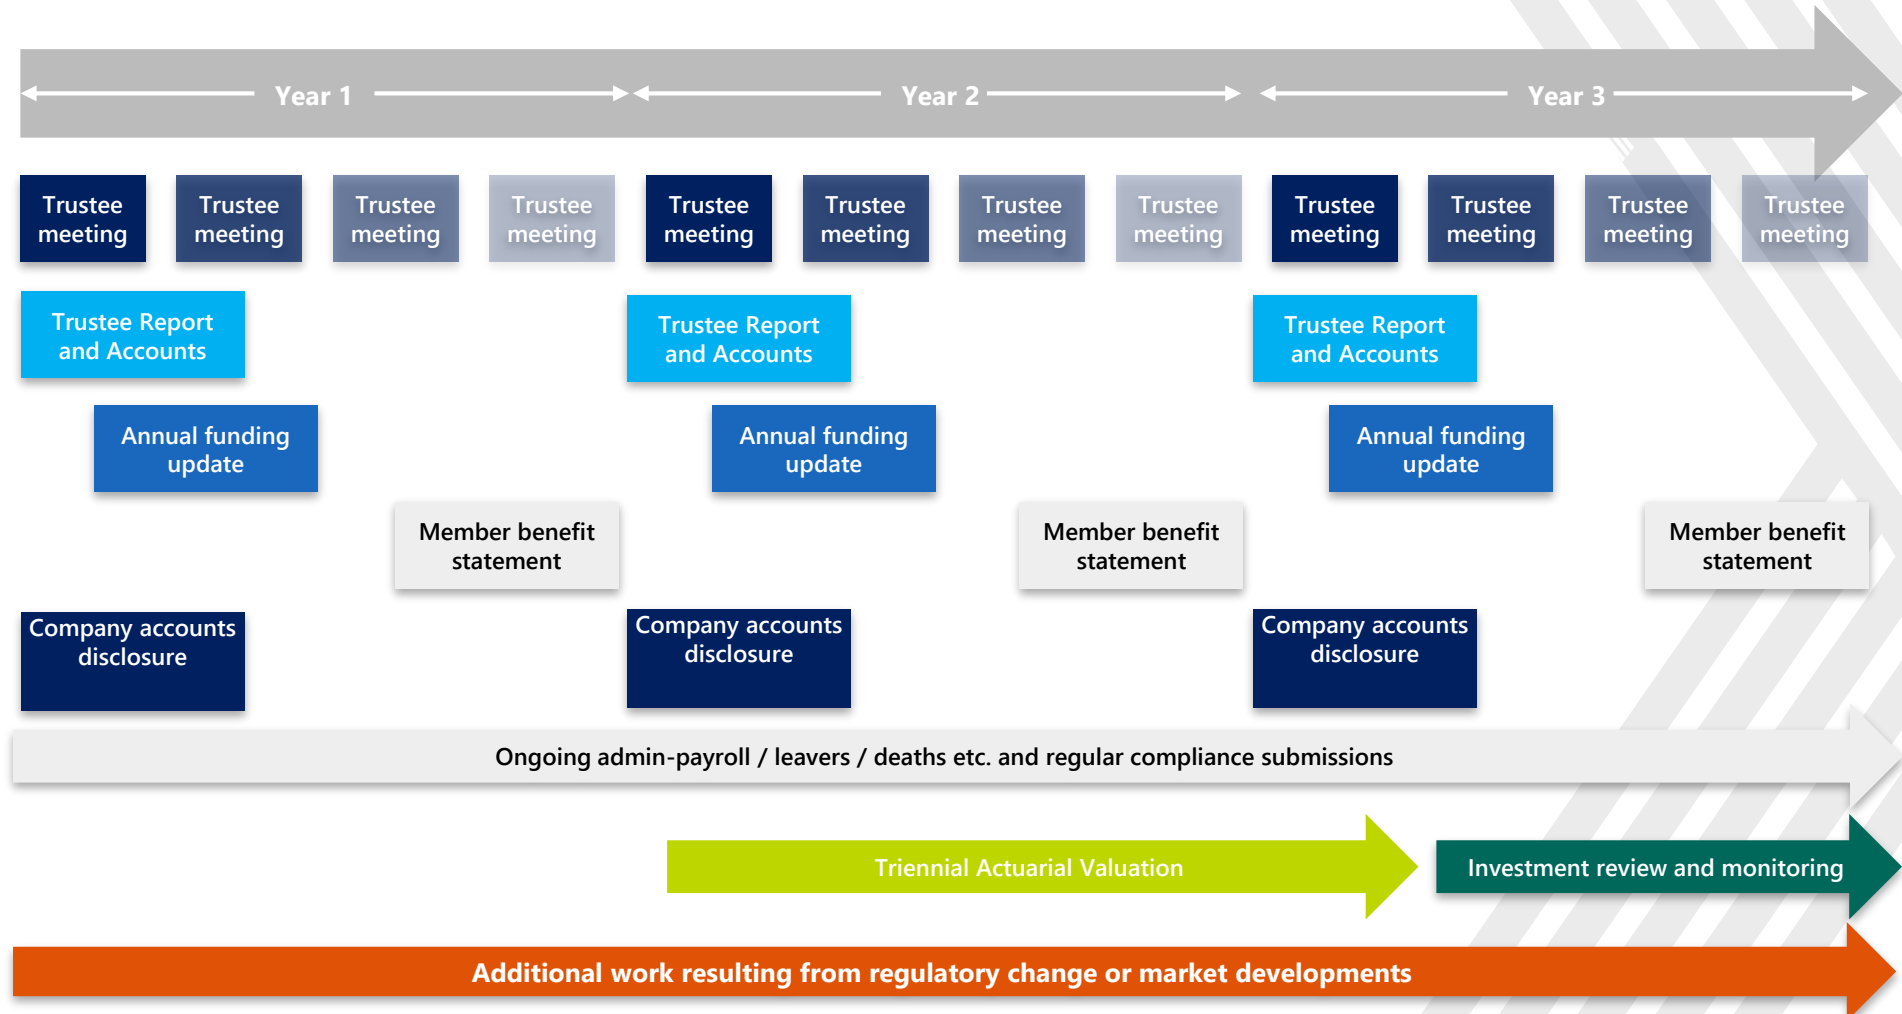 Year 1
Year 2
Year 3
Trustee
meeting
Trustee
meeting
Trustee
meeting
Trustee
meeting
Trustee
meeting
Trustee
meeting
Trustee
meeting
Trustee
meeting
Trustee
meeting
Trustee
meeting
Trustee
meeting
Trustee
meeting
Trustee Report
and Accounts
Trustee Report
and Accounts
Trustee Report
and Accounts
Annual funding
update
Annual funding
update
Annual funding
update
Member benefit
statement
Member benefit
statement
Member benefit
statement
Company accounts
disclosure
Company accounts
disclosure
Company accounts
disclosure
Ongoing admin-payroll / leavers / deaths etc. and regular compliance submissions
Triennial Actuarial Valuation
Investment review and monitoring
Additional work resulting from regulatory change or market developments